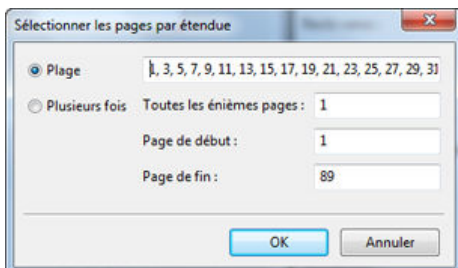 Sélectionner les pages par étendue
Plage 1, 3, 5, 7, 9, 11, 13, 15, 17, 19, 21, 23, 25, 27, 29, 31
Plusieurs fois Toutes les énièmes pages : 1
Page de début : 1
Page de fin : 89
OK Annuler